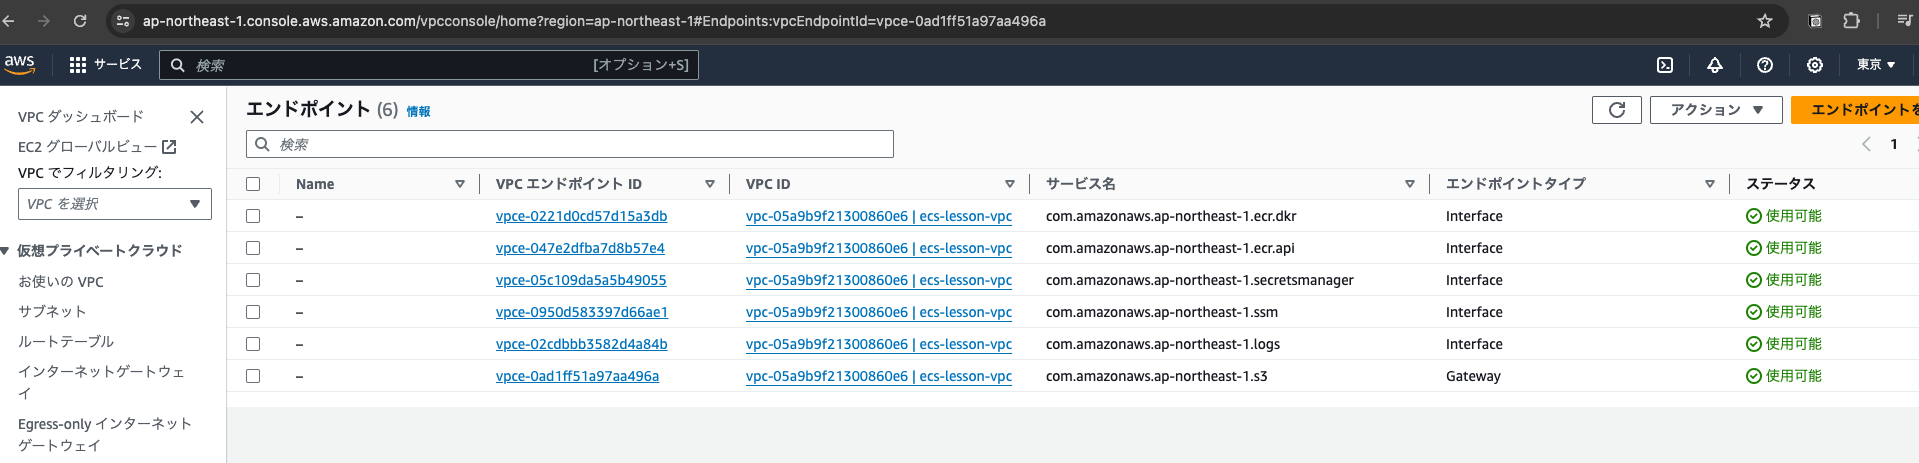 ap-northeast-1.console.aws.amazon.com/vpcconsole/home?region=ap-northeast-1#Endpoints:vpcEndpointId=vpce-0ad1ff51a97aa496a
aws サービス 検索 [オプション+S] 東京
VPC ダッシュボード
EC2 グローバルビュー
VPC でフィルタリング:
VPC を選択
仮想プライベートクラウド
お使いの VPC
サブネット
ルートテーブル
インターネットゲートウェ
イ
Egress-only インターネット
ゲートウェイ
エンドポイント (6) 情報
アクション エンドポイントを
検索
1
Name VPC エンドポイント ID VPC ID サービス名 エンドポイントタイプ ステータス
– vpce-0221d0cd57d15a3db vpc-05a9b9f21300860e6 | ecs-lesson-vpc com.amazonaws.ap-northeast-1.ecr.dkr Interface 使用可能
– vpce-047e2dfba7d8b57e4 vpc-05a9b9f21300860e6 | ecs-lesson-vpc com.amazonaws.ap-northeast-1.ecr.api Interface 使用可能
– vpce-05c109da5a5b49055 vpc-05a9b9f21300860e6 | ecs-lesson-vpc com.amazonaws.ap-northeast-1.secretsmanager Interface 使用可能
– vpce-0950d583397d66ae1 vpc-05a9b9f21300860e6 | ecs-lesson-vpc com.amazonaws.ap-northeast-1.ssm Interface 使用可能
– vpce-02cdbbb3582d4a84b vpc-05a9b9f21300860e6 | ecs-lesson-vpc com.amazonaws.ap-northeast-1.logs Interface 使用可能
– vpce-0ad1ff51a97aa496a vpc-05a9b9f21300860e6 | ecs-lesson-vpc com.amazonaws.ap-northeast-1.s3 Gateway 使用可能